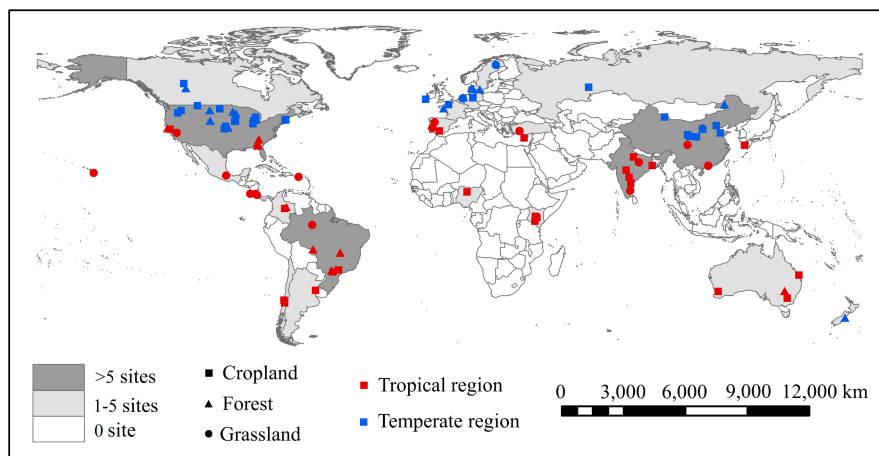 >5 sites
1-5 sites
0 site
Cropland
Forest
Grassland
Tropical region
Temperate region
0 3,000 6,000 9,000 12,000 km